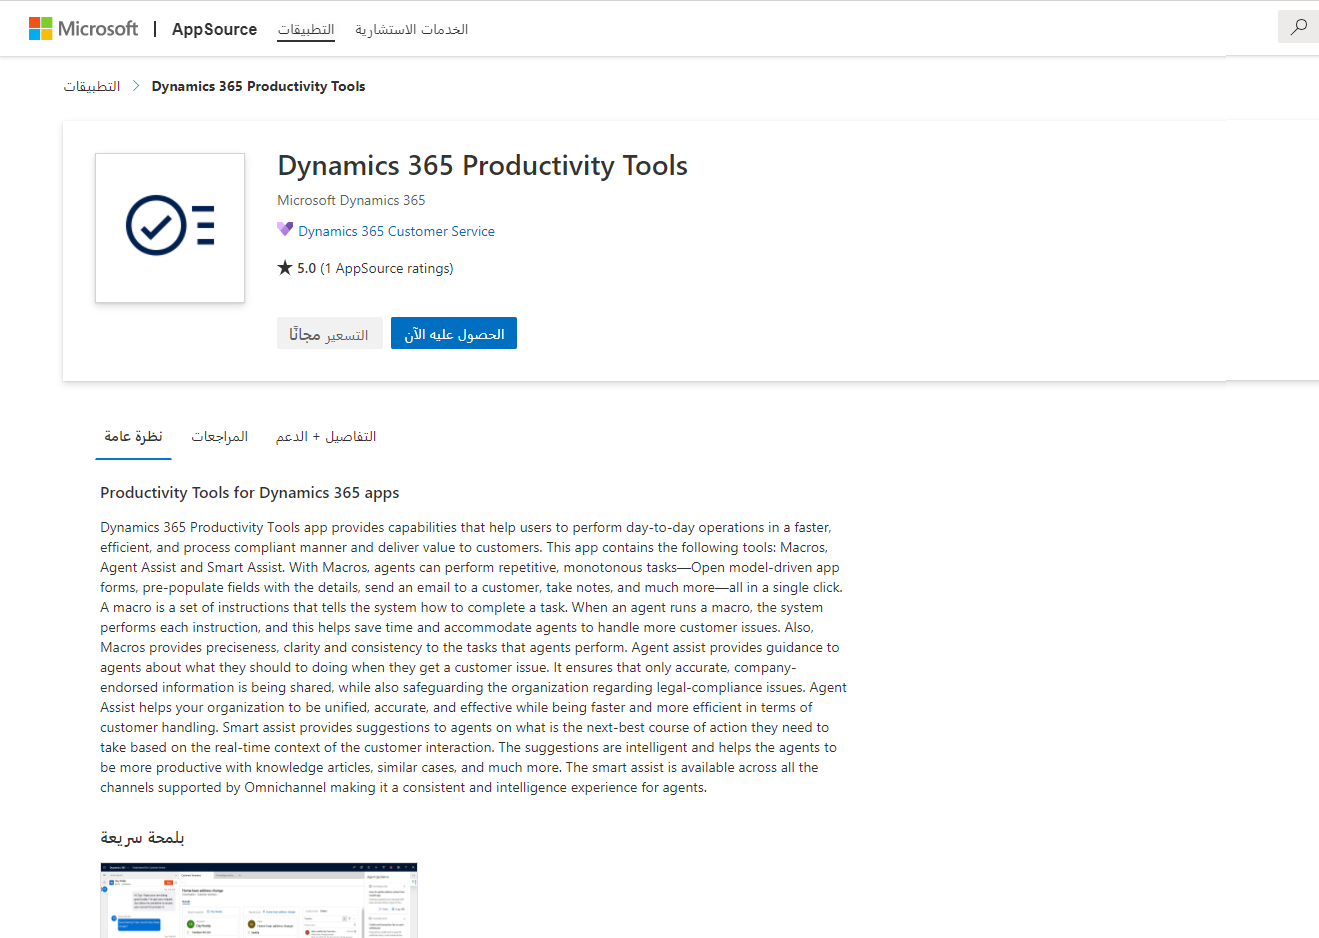 Microsoft | AppSource التطبيقات الخدمات الاستشارية
التطبيقات > Dynamics 365 Productivity Tools
Dynamics 365 Productivity Tools
Microsoft Dynamics 365
Dynamics 365 Customer Service
★ 5.0 (1 AppSource ratings)
التسعير مجانًا
الحصول عليه الآن
نظرة عامة
المراجعات
التفاصيل + الدعم
Productivity Tools for Dynamics 365 apps
Dynamics 365 Productivity Tools app provides capabilities that help users to perform day-to-day operations in a faster,
efficient, and process compliant manner and deliver value to customers. This app contains the following tools: Macros,
Agent Assist and Smart Assist. With Macros, agents can perform repetitive, monotonous tasks—Open model-driven app
forms, pre-populate fields with the details, send an email to a customer, take notes, and much more—all in a single click.
A macro is a set of instructions that tells the system how to complete a task. When an agent runs a macro, the system
performs each instruction, and this helps save time and accommodate agents to handle more customer issues. Also,
Macros provides preciseness, clarity and consistency to the tasks that agents perform. Agent assist provides guidance to
agents about what they should to doing when they get a customer issue. It ensures that only accurate, company-
endorsed information is being shared, while also safeguarding the organization regarding legal-compliance issues. Agent
Assist helps your organization to be unified, accurate, and effective while being faster and more efficient in terms of
customer handling. Smart assist provides suggestions to agents on what is the next-best course of action they need to
take based on the real-time context of the customer interaction. The suggestions are intelligent and helps the agents to
be more productive with knowledge articles, similar cases, and much more. The smart assist is available across all the
channels supported by Omnichannel making it a consistent and intelligence experience for agents.
بلمحة سريعة